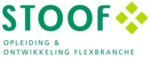 STOOF
OPLEIDING &
ONTWIKKELING FLEXBRANCHE